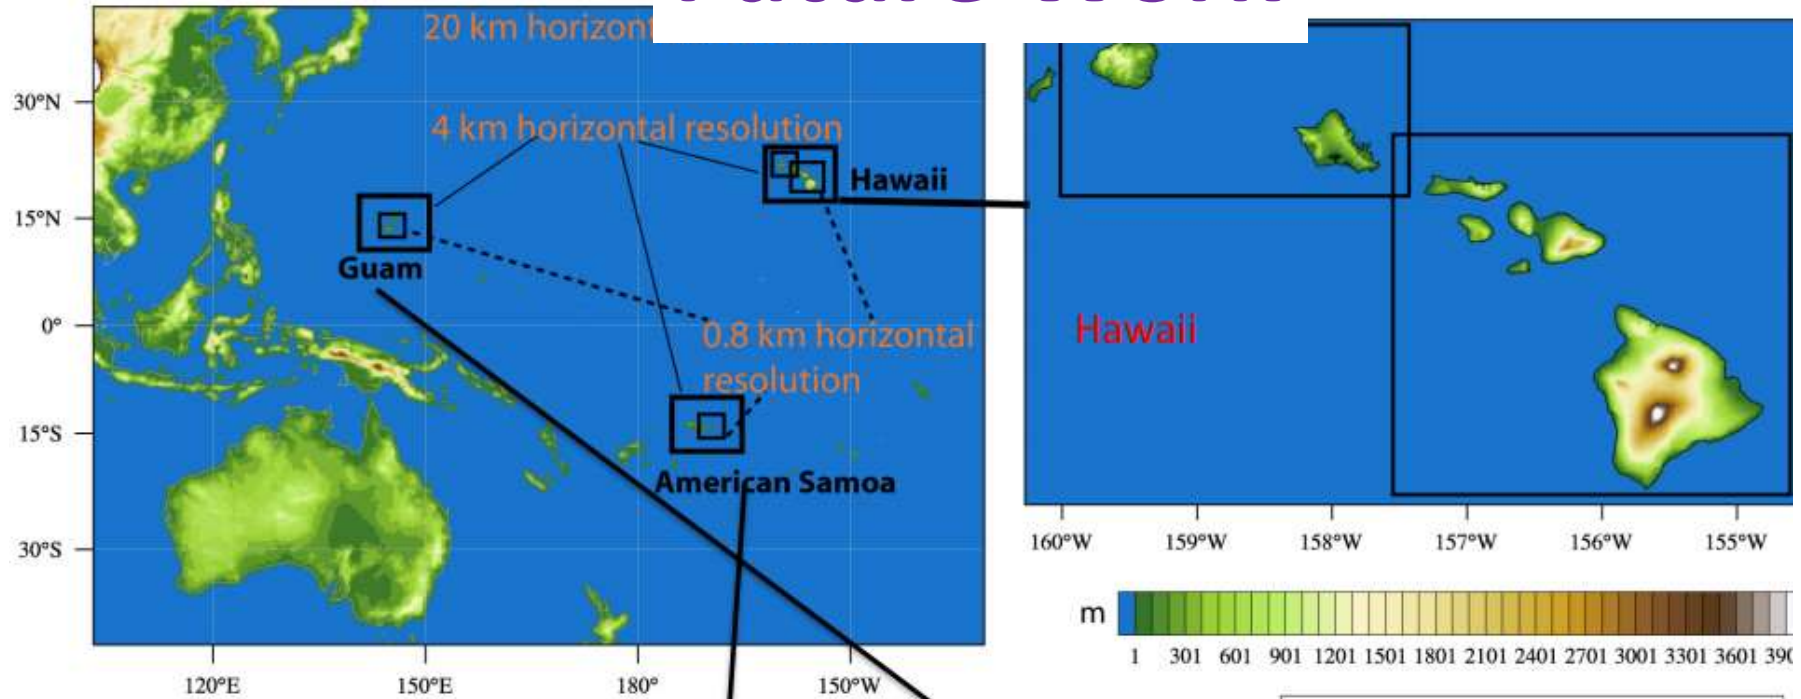 20 km horizont
4 km horizontal resolution
Hawaii
Guam
0.8 km horizontal
resolution
American Samoa
30°N
15°N
0°
15°S
30°S
120°E 150°E 180° 150°W
Hawaii
160°W 159°W 158°W 157°W 156°W 155°W
m
1 301 601 901 1201 1501 1801 2101 2401 2701 3001 3301 3601 390